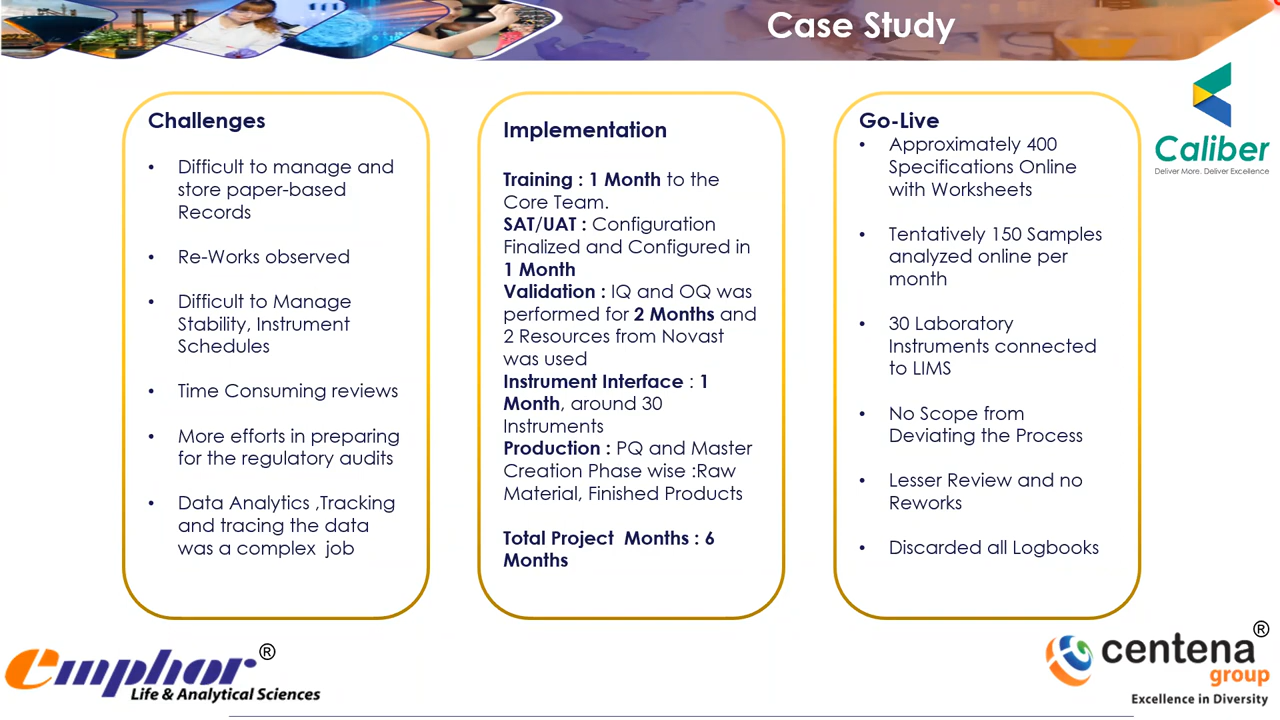 Case Study
Challenges
• Difficult to manage and
store paper-based
Records
• Re-Works observed
• Difficult to Manage
Stability, Instrument
Schedules
• Time Consuming reviews
• More efforts in preparing
for the regulatory audits
• Data Analytics ,Tracking
and tracing the data
was a complex job
Implementation
Training : 1 Month to the
Core Team.
SAT/UAT : Configuration
Finalized and Configured in
1 Month
Validation : IQ and OQ was
performed for 2 Months and
2 Resources from Novast
was used
Instrument Interface : 1
Month, around 30
Instruments
Production : PQ and Master
Creation Phase wise :Raw
Material, Finished Products
Total Project Months : 6
Months
Go-Live
• Approximately 400
Specifications Online
with Worksheets
• Tentatively 150 Samples
analyzed online per
month
• 30 Laboratory
Instruments connected
to LIMS
• No Scope from
Deviating the Process
• Lesser Review and no
Reworks
• Discarded all Logbooks
Caliber
Deliver More. Deliver Excellence
emphor ®
Life & Analytical Sciences
centena ®
group
Excellence in Diversity